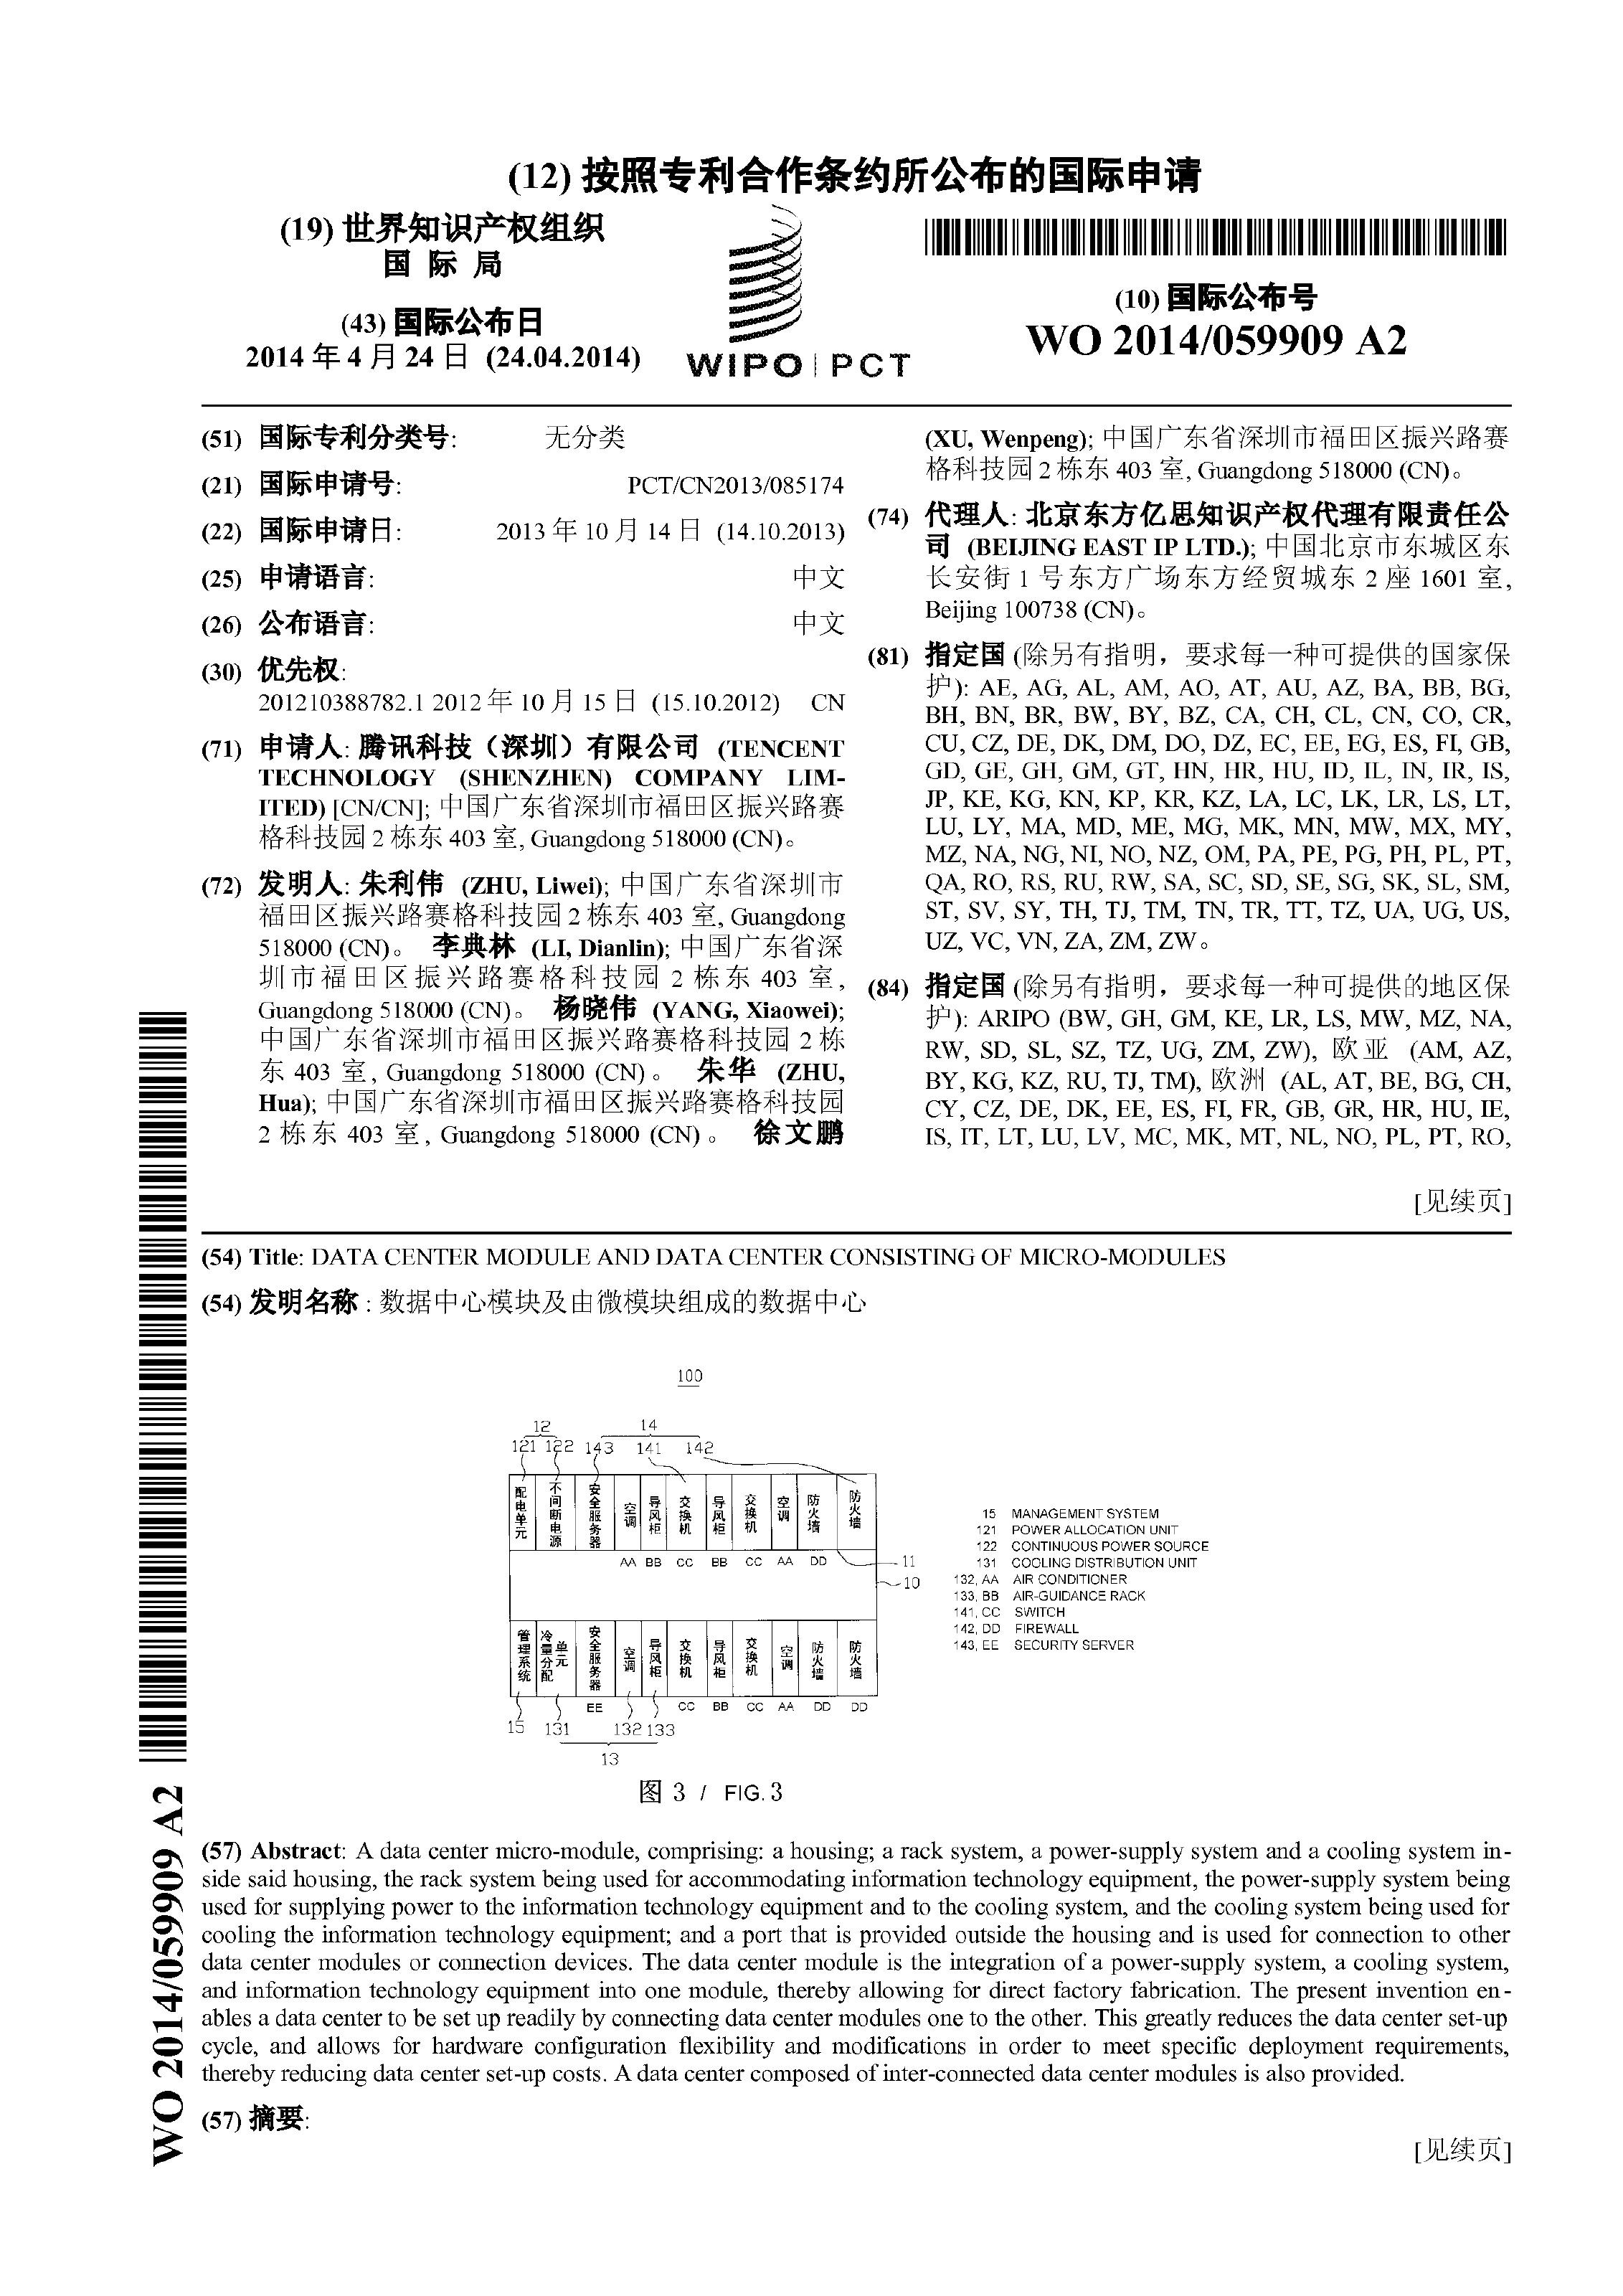 (12) 按照专利合作条约所公布的国际申请
(19) 世界知识产权组织
国 际 局
(43) 国际公布日
2014 年 4 月 24 日 (24.04.2014)
WIPO | PCT
(10) 国际公布号
WO 2014/059909 A2
(51) 国际专利分类号: 无分类
(21) 国际申请号: PCT/CN2013/085174
(22) 国际申请日: 2013 年 10 月 14 日 (14.10.2013)
(25) 申请语言: 中文
(26) 公布语言: 中文
(30) 优先权:
201210388782.1 2012 年 10 月 15 日 (15.10.2012) CN
(71) 申请人: 腾讯科技（深圳）有限公司 (TENCENT
TECHNOLOGY (SHENZHEN) COMPANY LIM-
ITED) [CN/CN]; 中国广东省深圳市福田区振兴路赛
格科技园 2 栋东 403 室, Guangdong 518000 (CN)。
(72) 发明人: 朱利伟 (ZHU, Liwei); 中国广东省深圳市
福田区振兴路赛格科技园 2 栋东 403 室, Guangdong
518000 (CN)。 李典林 (LI, Dianlin); 中国广东省深
圳市福田区振兴路赛格科技园 2 栋东 403 室,
Guangdong 518000 (CN)。 杨晓伟 (YANG, Xiaowei);
中国广东省深圳市福田区振兴路赛格科技园 2 栋
东 403 室, Guangdong 518000 (CN)。 朱华 (ZHU,
Hua); 中国广东省深圳市福田区振兴路赛格科技园
2 栋东 403 室, Guangdong 518000 (CN)。 徐文鹏
(XU, Wenpeng); 中国广东省深圳市福田区振兴路赛
格科技园 2 栋东 403 室, Guangdong 518000 (CN)。
(74) 代理人: 北京东方亿思知识产权代理有限责任公
司 (BEIJING EAST IP LTD.); 中国北京市东城区东
长安街 1 号东方广场东方经贸城东 2 座 1601 室,
Beijing 100738 (CN)。
(81) 指定国 (除另有指明，要求每一种可提供的国家保
护): AE, AG, AL, AM, AO, AT, AU, AZ, BA, BB, BG,
BH, BN, BR, BW, BY, BZ, CA, CH, CL, CN, CO, CR,
CU, CZ, DE, DK, DM, DO, DZ, EC, EE, EG, ES, FI, GB,
GD, GE, GH, GM, GT, HN, HR, HU, ID, IL, IN, IR, IS,
JP, KE, KG, KN, KP, KR, KZ, LA, LC, LK, LR, LS, LT,
LU, LY, MA, MD, ME, MG, MK, MN, MW, MX, MY,
MZ, NA, NG, NI, NO, NZ, OM, PA, PE, PG, PH, PL, PT,
QA, RO, RS, RU, RW, SA, SC, SD, SE, SG, SK, SL, SM,
ST, SV, SY, TH, TJ, TM, TN, TR, TT, TZ, UA, UG, US,
UZ, VC, VN, ZA, ZM, ZW。
(84) 指定国 (除另有指明，要求每一种可提供的地区保
护): ARIPO (BW, GH, GM, KE, LR, LS, MW, MZ, NA,
RW, SD, SL, SZ, TZ, UG, ZM, ZW), 欧亚 (AM, AZ,
BY, KG, KZ, RU, TJ, TM), 欧洲 (AL, AT, BE, BG, CH,
CY, CZ, DE, DK, EE, ES, FI, FR, GB, GR, HR, HU, IE,
IS, IT, LT, LU, LV, MC, MK, MT, NL, NO, PL, PT, RO,
[见续页]
(54) Title: DATA CENTER MODULE AND DATA CENTER CONSISTING OF MICRO-MODULES
(54) 发明名称 : 数据中心模块及由微模块组成的数据中心
100
12 14
121 122 143 141 142
配电单元 不间断电源 安全服务器 空调 导风柜 交换机 导风柜 交换机 空调 防火墙 防火墙
AA BB CC BB CC AA DD 11
10
管理系统 冷量分配单元 安全服务器 空调 导风柜 交换机 导风柜 交换机 空调 防火墙 防火墙
EE CC BB CC AA DD DD
15 131 132 133
13
15 MANAGEMENT SYSTEM
121 POWER ALLOCATION UNIT
122 CONTINUOUS POWER SOURCE
131 COOLING DISTRIBUTION UNIT
132, AA AIR CONDITIONER
133, BB AIR-GUIDANCE RACK
141, CC SWITCH
142, DD FIREWALL
143, EE SECURITY SERVER
图 3 / FIG. 3
(57) Abstract: A data center micro-module, comprising: a housing; a rack system, a power-supply system and a cooling system in-
side said housing, the rack system being used for accommodating information technology equipment, the power-supply system being
used for supplying power to the information technology equipment and to the cooling system, and the cooling system being used for
cooling the information technology equipment; and a port that is provided outside the housing and is used for connection to other
data center modules or connection devices. The data center module is the integration of a power-supply system, a cooling system,
and information technology equipment into one module, thereby allowing for direct factory fabrication. The present invention en-
ables a data center to be set up readily by connecting data center modules one to the other. This greatly reduces the data center set-up
cycle, and allows for hardware configuration flexibility and modifications in order to meet specific deployment requirements,
thereby reducing data center set-up costs. A data center composed of inter-connected data center modules is also provided.
(57) 摘要:
[见续页]
WO 2014/059909 A2